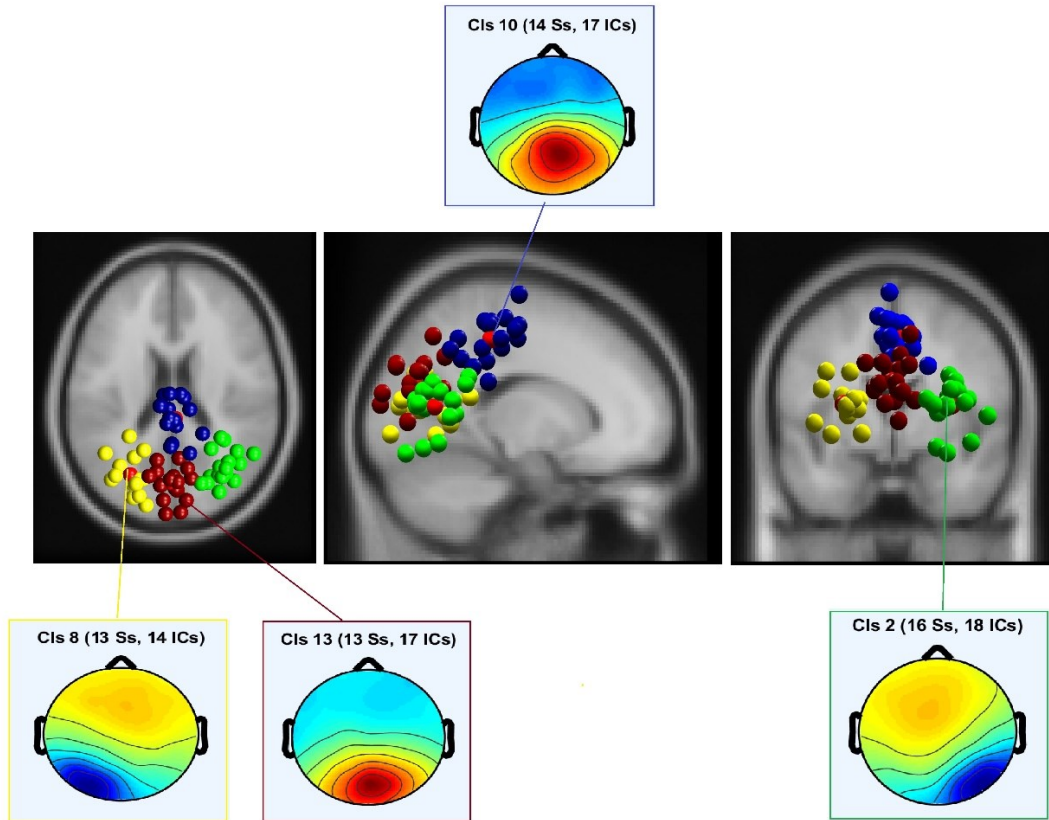 Cls 10 (14 Ss, 17 ICs)
Cls 8 (13 Ss, 14 ICs)
Cls 13 (13 Ss, 17 ICs)
Cls 2 (16 Ss, 18 ICs)